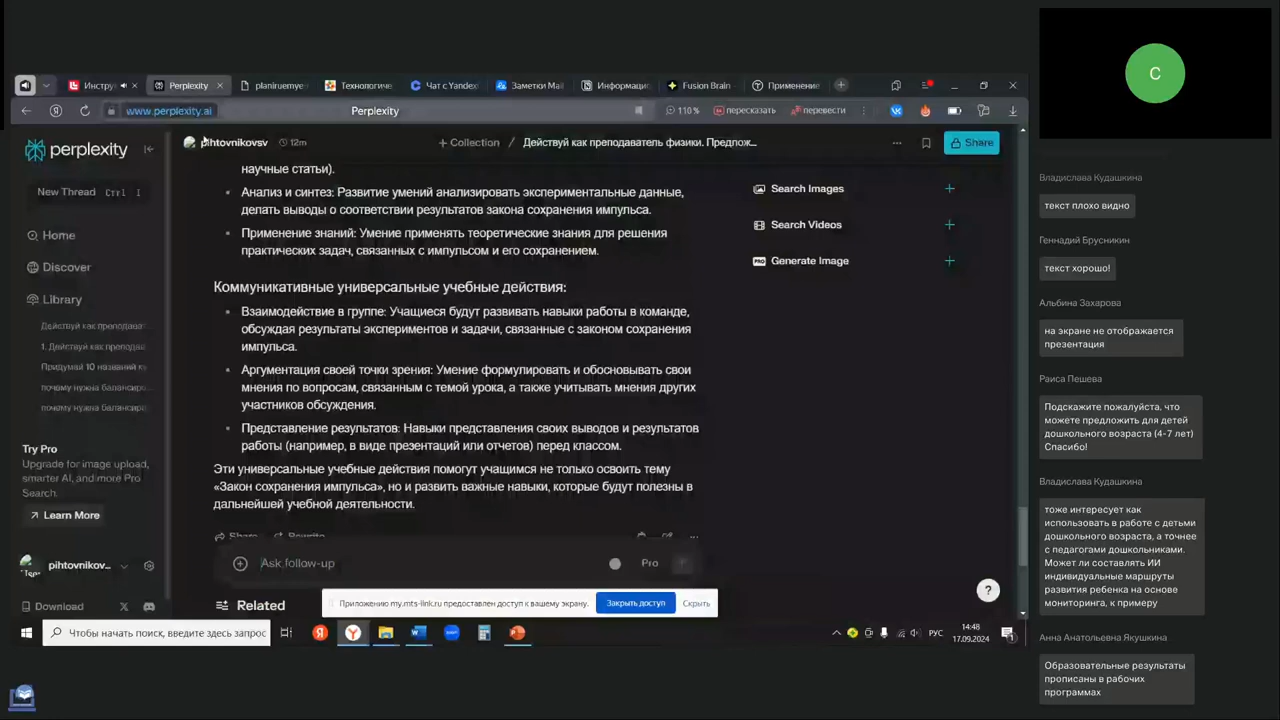 Инструк
Perplexity
planiruemye
Технологиче
Чат с Yandex
Заметки Mail
Информаци
Fusion Brain
Применение
www.perplexity.ai
Perplexity
110 %
пересказать
перевести
perplexity
New Thread Ctrl I
Home
Discover
Library
Действуй как преподават
1. Действуй как преподав
Придумай 10 названий к
почему нужна балансиро
почему нужна балансиро
Try Pro
Upgrade for image upload,
smarter AI, and more Pro
Search.
Learn More
pihtovnikov...
Download
pihtovnikovsv
12m
Collection / Действуй как преподаватель физики. Предлож...
Share
научные статьи).
Анализ и синтез: Развитие умений анализировать экспериментальные данные,
делать выводы о соответствии результатов закона сохранения импульса.
Применение знаний: Умение применять теоретические знания для решения
практических задач, связанных с импульсом и его сохранением.
Коммуникативные универсальные учебные действия:
Взаимодействие в группе: Учащиеся будут развивать навыки работы в команде,
обсуждая результаты экспериментов и задачи, связанные с законом сохранения
импульса.
Аргументация своей точки зрения: Умение формулировать и обосновывать свои
мнения по вопросам, связанным с темой урока, а также учитывать мнения других
участников обсуждения.
Представление результатов: Навыки представления своих выводов и результатов
работы (например, в виде презентаций или отчетов) перед классом.
Эти универсальные учебные действия помогут учащимся не только освоить тему
«Закон сохранения импульса», но и развить важные навыки, которые будут полезны в
дальнейшей учебной деятельности.
Share Rewrite
Ask follow-up
Pro
Related
Search Images
Search Videos
PRO Generate Image
?
Приложению my.mts-link.ru предоставлен доступ к вашему экрану.
Закрыть доступ
Скрыть
Чтобы начать поиск, введите здесь запрос
РУС
14:48
17.09.2024
С
Владислава Кудашкина
текст плохо видно
Геннадий Брусникин
текст хорошо!
Альбина Захарова
на экране не отображается
презентация
Раиса Пешева
Подскажите пожалуйста, что
можете предложить для детей
дошкольного возраста (4-7 лет)
Спасибо!
Владислава Кудашкина
тоже интересует как
использовать в работе с детьми
дошкольного возраста, а точнее
с педагогами дошкольниками.
Может ли составлять ИИ
индивидуальные маршруты
развития ребенка на основе
мониторинга, к примеру
Анна Анатольевна Якушкина
Образовательные результаты
прописаны в рабочих
программах